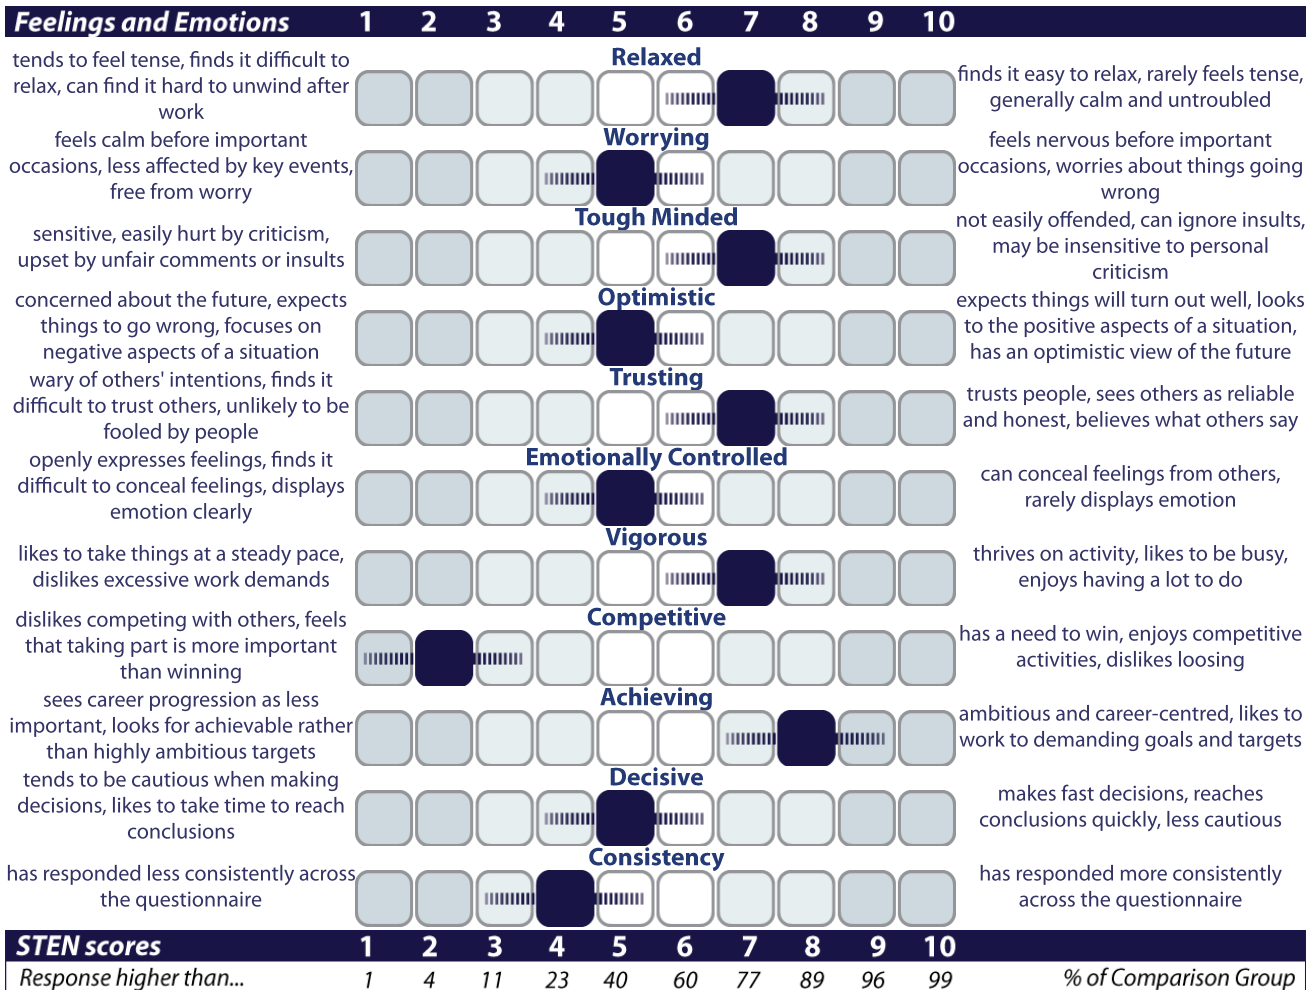 Feelings and Emotions 1 2 3 4 5 6 7 8 9 10
Relaxed
tends to feel tense, finds it difficult to
relax, can find it hard to unwind after
work
finds it easy to relax, rarely feels tense,
generally calm and untroubled
Worrying
feels calm before important
occasions, less affected by key events,
free from worry
feels nervous before important
occasions, worries about things going
wrong
Tough Minded
sensitive, easily hurt by criticism,
upset by unfair comments or insults
not easily offended, can ignore insults,
may be insensitive to personal
criticism
Optimistic
concerned about the future, expects
things to go wrong, focuses on
negative aspects of a situation
expects things will turn out well, looks
to the positive aspects of a situation,
has an optimistic view of the future
Trusting
wary of others' intentions, finds it
difficult to trust others, unlikely to be
fooled by people
trusts people, sees others as reliable
and honest, believes what others say
Emotionally Controlled
openly expresses feelings, finds it
difficult to conceal feelings, displays
emotion clearly
can conceal feelings from others,
rarely displays emotion
Vigorous
likes to take things at a steady pace,
dislikes excessive work demands
thrives on activity, likes to be busy,
enjoys having a lot to do
Competitive
dislikes competing with others, feels
that taking part is more important
than winning
has a need to win, enjoys competitive
activities, dislikes loosing
Achieving
sees career progression as less
important, looks for achievable rather
than highly ambitious targets
ambitious and career-centred, likes to
work to demanding goals and targets
Decisive
tends to be cautious when making
decisions, likes to take time to reach
conclusions
makes fast decisions, reaches
conclusions quickly, less cautious
Consistency
has responded less consistently across
the questionnaire
has responded more consistently
across the questionnaire
STEN scores 1 2 3 4 5 6 7 8 9 10
Response higher than... 1 4 11 23 40 60 77 89 96 99 % of Comparison Group